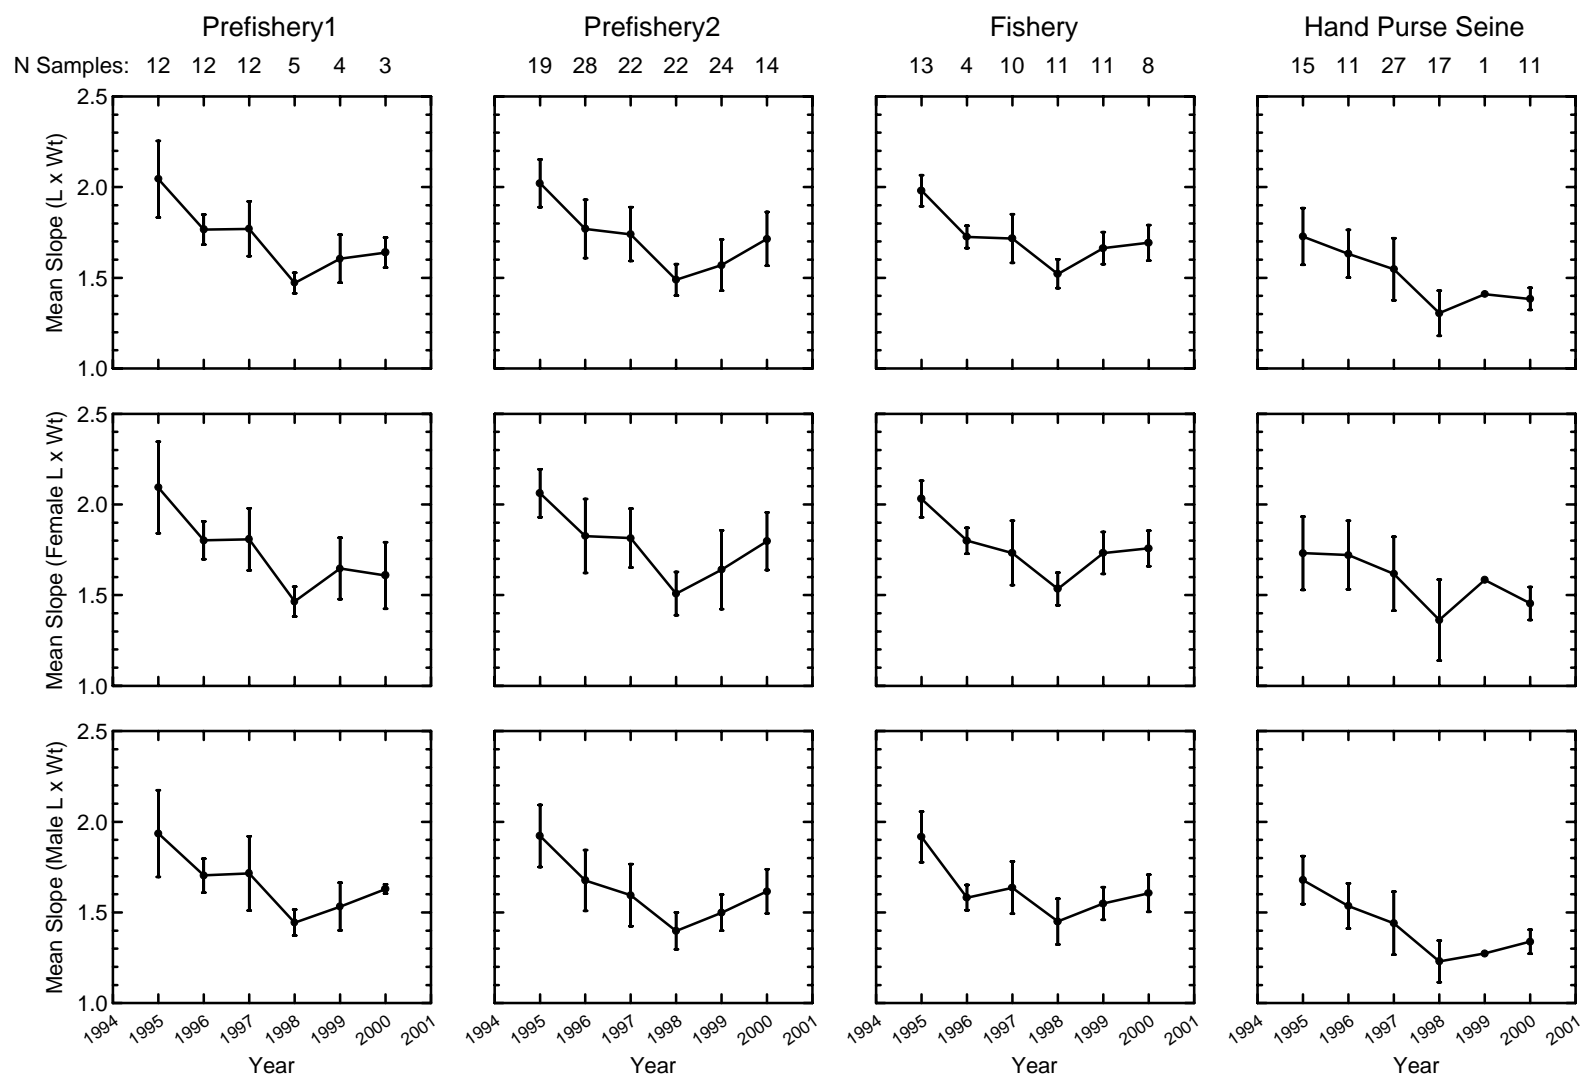 Prefishery1 Prefishery2 Fishery Hand Purse Seine
N Samples: 12 12 12 5 4 3 19 28 22 22 24 14 13 4 10 11 11 8 15 11 27 17 1 11
Mean Slope (L x Wt)
2.5
2.0
1.5
1.0
Mean Slope (Female L x Wt)
2.5
2.0
1.5
1.0
Mean Slope (Male L x Wt)
2.5
2.0
1.5
1.0
1994 1995 1996 1997 1998 1999 2000 2001 1994 1995 1996 1997 1998 1999 2000 2001 1994 1995 1996 1997 1998 1999 2000 2001 1994 1995 1996 1997 1998 1999 2000 2001
Year Year Year Year